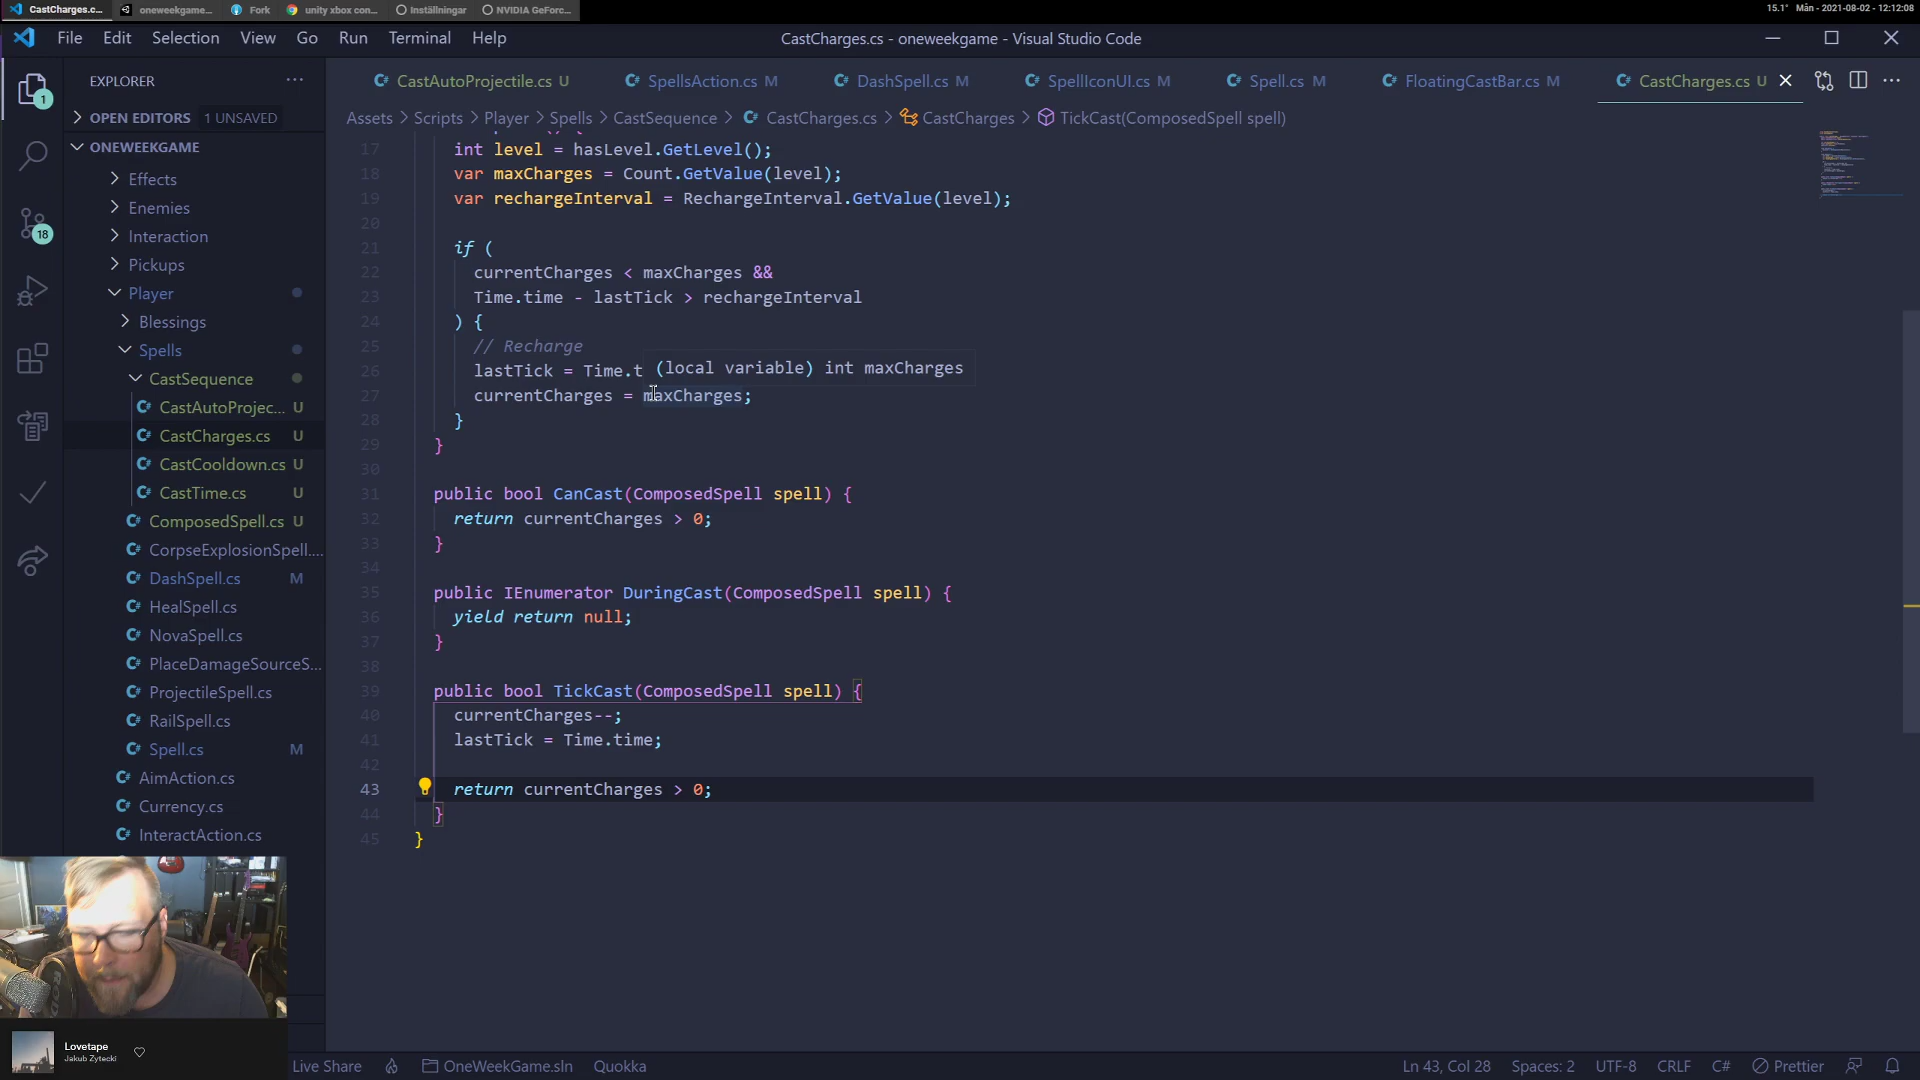 CastCharges.c...
oneweekgame...
Fork
unity xbox con...
Inställningar
NVIDIA GeForc...
15.1° Mån - 2021-08-02 - 12:12:08
File Edit Selection View Go Run Terminal Help
CastCharges.cs - oneweekgame - Visual Studio Code
EXPLORER
CastAutoProjectile.cs U
SpellsAction.cs M
DashSpell.cs M
SpellIconUI.cs M
Spell.cs M
FloatingCastBar.cs M
CastCharges.cs U
OPEN EDITORS 1 UNSAVED
ONEWEEKGAME
Effects
Enemies
Interaction
Pickups
Player
Blessings
Spells
CastSequence
CastAutoProjec... U
CastCharges.cs U
CastCooldown.cs U
CastTime.cs U
ComposedSpell.cs U
CorpseExplosionSpell....
DashSpell.cs M
HealSpell.cs
NovaSpell.cs
PlaceDamageSourceS...
ProjectileSpell.cs
RailSpell.cs
Spell.cs M
AimAction.cs
Currency.cs
InteractAction.cs
1
18
Assets > Scripts > Player > Spells > CastSequence > CastCharges.cs > CastCharges > TickCast(ComposedSpell spell)
17 int level = hasLevel.GetLevel();
18 var maxCharges = Count.GetValue(level);
19 var rechargeInterval = RechargeInterval.GetValue(level);
20
21 if (
22 currentCharges < maxCharges &&
23 Time.time - lastTick > rechargeInterval
24 ) {
25 // Recharge
26 lastTick = Time.t
(local variable) int maxCharges
27 currentCharges = maxCharges;
28 }
29 }
30
31 public bool CanCast(ComposedSpell spell) {
32 return currentCharges > 0;
33 }
34
35 public IEnumerator DuringCast(ComposedSpell spell) {
36 yield return null;
37 }
38
39 public bool TickCast(ComposedSpell spell) {
40 currentCharges--;
41 lastTick = Time.time;
42
43 return currentCharges > 0;
44 }
45 }
Lovetape
Jakub Zytecki
Live Share
OneWeekGame.sln
Quokka
Ln 43, Col 28
Spaces: 2
UTF-8
CRLF
C#
Prettier